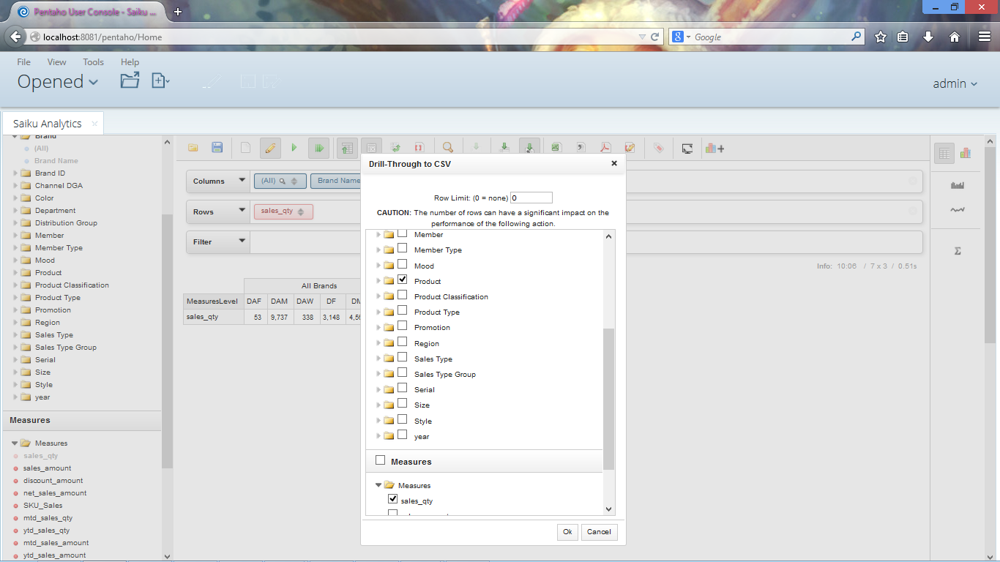 Pentaho User Console - Saiku ...
localhost:8081/pentaho/Home
Google
File View Tools Help
Opened
admin
Saiku Analytics
Brand
(All)
Brand Name
Brand ID
Channel DGA
Color
Department
Distribution Group
Member
Member Type
Mood
Product
Product Classification
Product Type
Promotion
Region
Sales Type
Sales Type Group
Serial
Size
Style
year
Measures
Measures
sales_qty
sales_amount
discount_amount
net_sales_amount
SKU_Sales
mtd_sales_qty
ytd_sales_qty
mtd_sales_amount
ytd_sales_amount
Columns (All) Brand Name
Rows sales_qty
Filter
Info: 10:06 / 7 x 3 / 0.51s
All Brands
MeasuresLevel DAF DAM DAW DF
sales_qty 53 9,737 338 3,148
Drill-Through to CSV
Row Limit: (0 = none) 0
CAUTION: The number of rows can have a significant impact on the
performance of the following action.
Member
Member Type
Mood
Product
Product Classification
Product Type
Promotion
Region
Sales Type
Sales Type Group
Serial
Size
Style
year
Measures
Measures
sales_qty
Ok Cancel